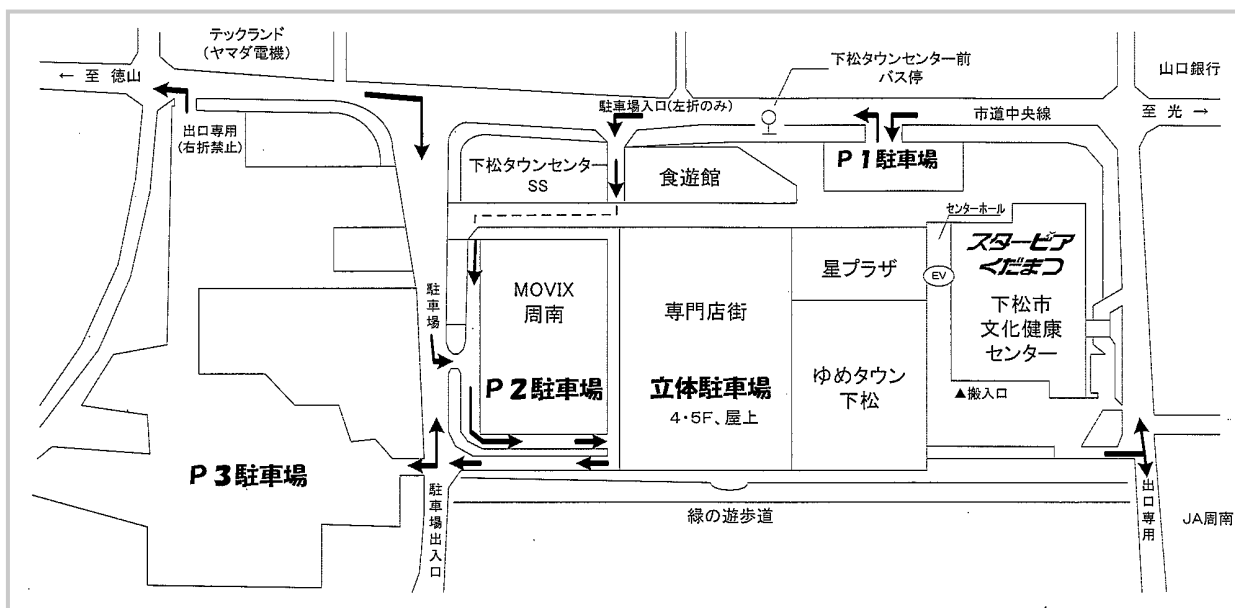 テックランド
(ヤマダ電機)
← 至 徳山
出口専用
(右折禁止)
駐車場入口(左折のみ)
下松タウンセンター前
バス停
山口銀行
市道中央線
至 光 →
P1駐車場
下松タウンセンター
SS
食遊館
センターホール
スターピア
くだまつ
EV
星プラザ
下松市
文化健康
センター
▲搬入口
MOVIX
周南
専門店街
駐車場
P2駐車場
立体駐車場
4・5F、屋上
ゆめタウン
下松
P3駐車場
駐車場出入口
緑の遊歩道
出口専用
JA周南